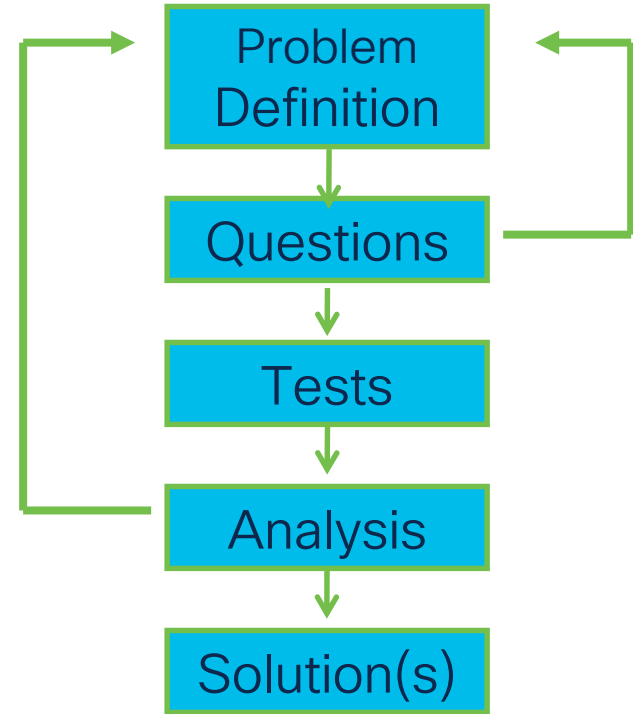 Problem
Definition
Questions
Tests
Analysis
Solution(s)